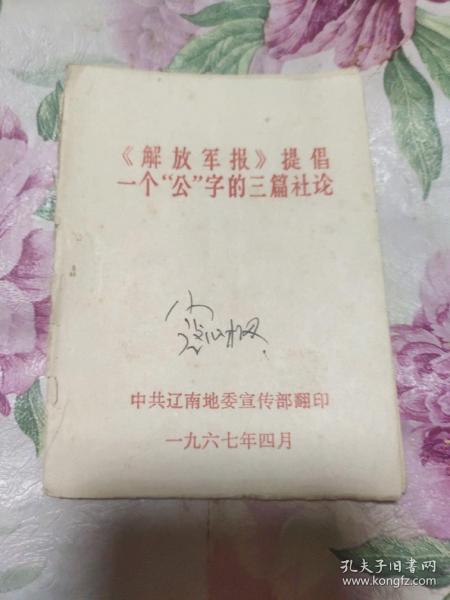 《解放军报》提倡
一个“公”字的三篇社论
中共辽南地委宣传部翻印
一九六七年四月
孔夫子旧书网
www.kongfz.com